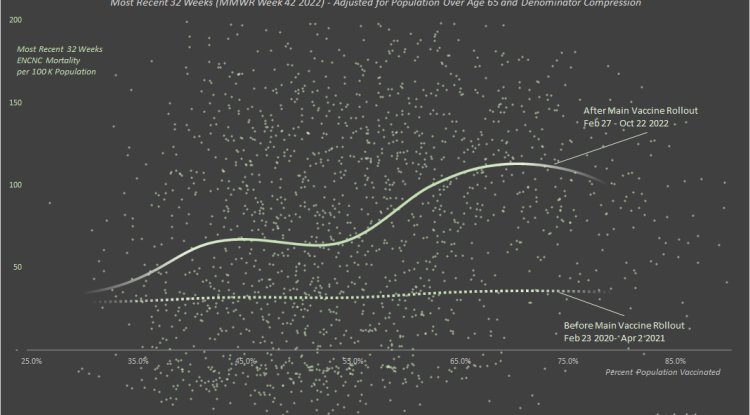 Most Recent 32 Weeks (MMWR Week 42 2022) - Adjusted for Population Over Age 65 and Denominator Compression
200
Most Recent 32 Weeks
ENCNC Mortality
per 100 K Population
150
After Main Vaccine Rollout
Feb 27 - Oct 22 2022
100
50
Before Main Vaccine Rollout
Feb 23 2020- Apr 2 2021
-
25.0% 35.0% 45.0% 55.0% 65.0% 75.0% 85.0%
Percent Population Vaccinated